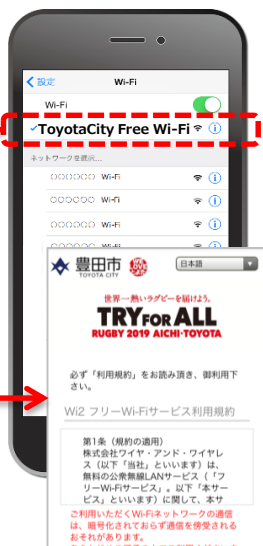 設定
Wi-Fi
Wi-Fi
ToyotaCity Free Wi-Fi
ネットワークを選択...
○○○○○○ Wi-Fi
○○○○○○ Wi-Fi
○○○○○○ Wi-Fi
○○○○○○ Wi-Fi
豊田市
TOYOTA CITY
日本語
世界一熱いラグビーを届けよう。
TRY FOR ALL
RUGBY 2019 AICHI・TOYOTA
必ず「利用規約」をお読み頂き、御利用下
さい。
Wi2 フリーWi-Fiサービス利用規約
第1条（規約の適用）
株式会社ワイヤ・アンド・ワイヤレ
ス（以下「当社」といいます）は、
無料の公衆無線LANサービス（「フ
リーWi-Fiサービス」。以下「本サー
ビス」といいます）に関して、本サ
ご利用いただくWi-Fiネットワークの通信
は、暗号化されておらず通信を傍受される
おそれがあります。